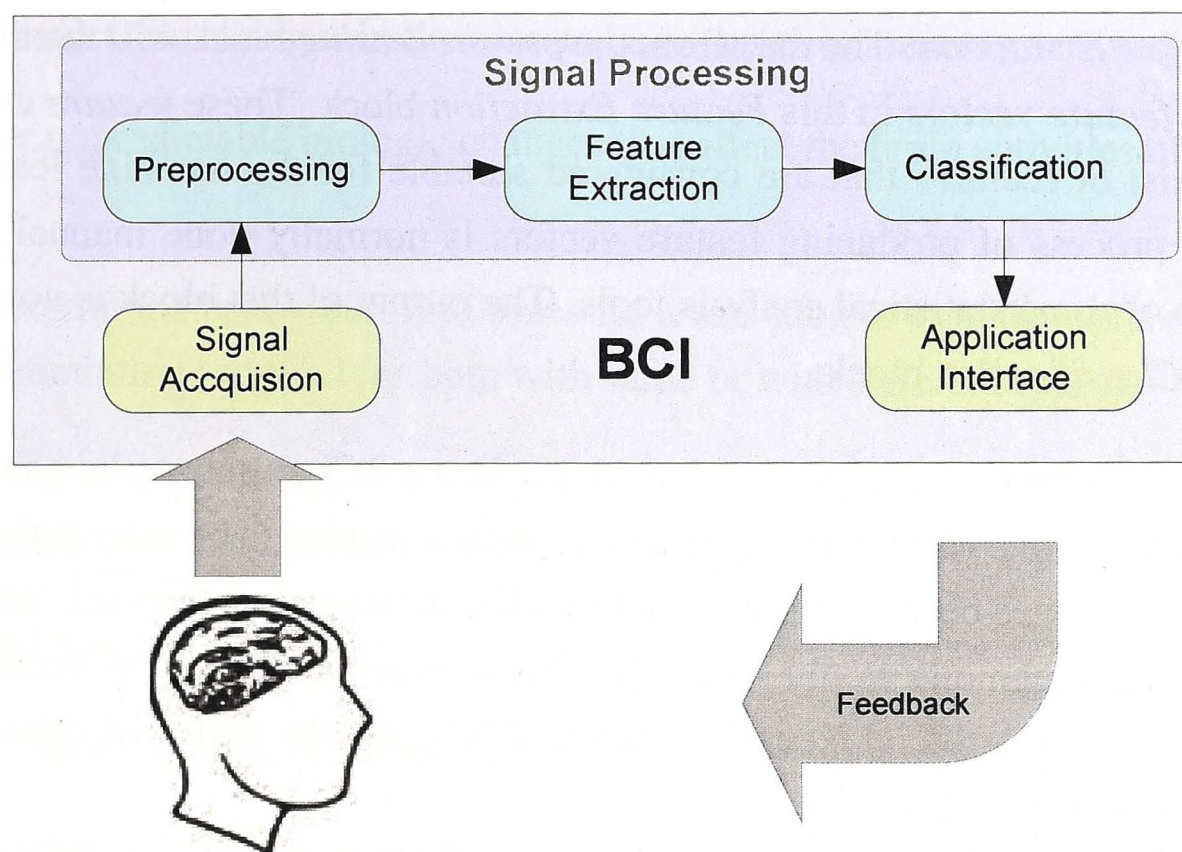 Signal Processing
Preprocessing
Feature
Extraction
Classification
Signal
Accquision
BCI
Application
Interface
Feedback